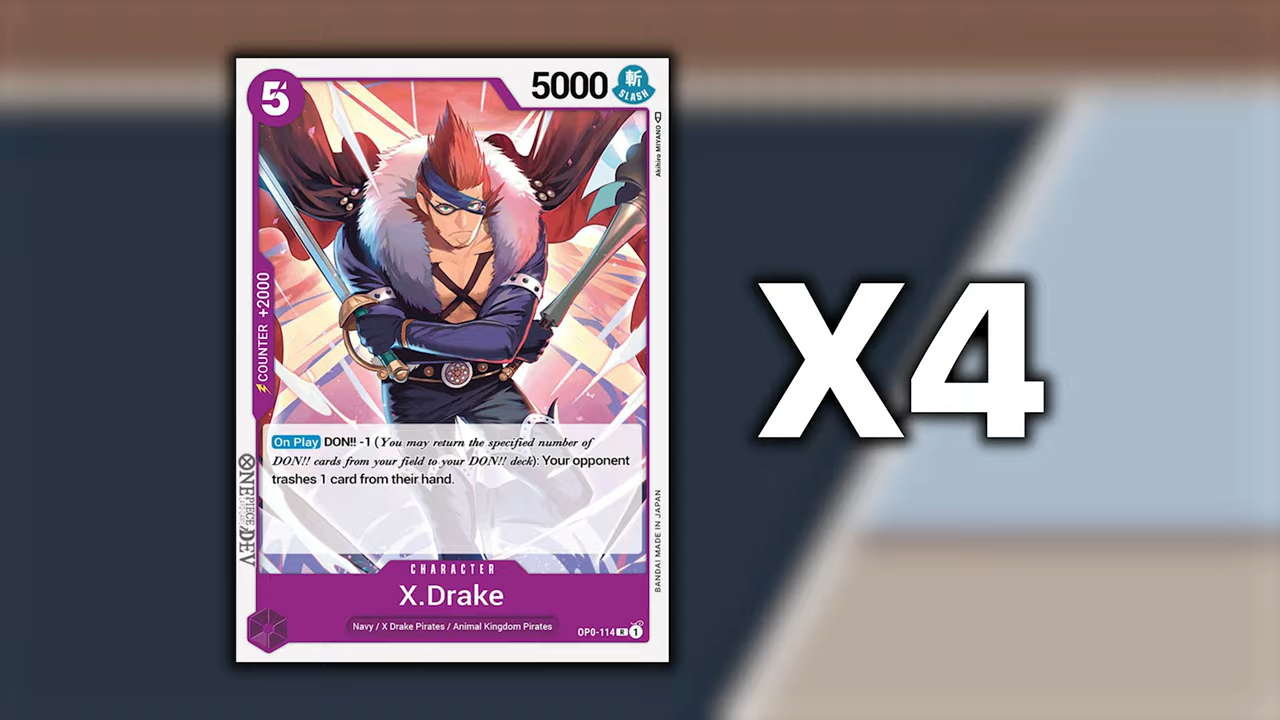 5
5000
斬
SLASH
Akihiro MIYANO
COUNTER +2000
On Play DON!! -1 (You may return the specified number of
DON!! cards from your field to your DON!! deck): Your opponent
trashes 1 card from their hand.
ONE PIECE
DEV
BANDAI MADE IN JAPAN
CHARACTER
X.Drake
Navy / X Drake Pirates / Animal Kingdom Pirates
OP0-114 R 1
X4